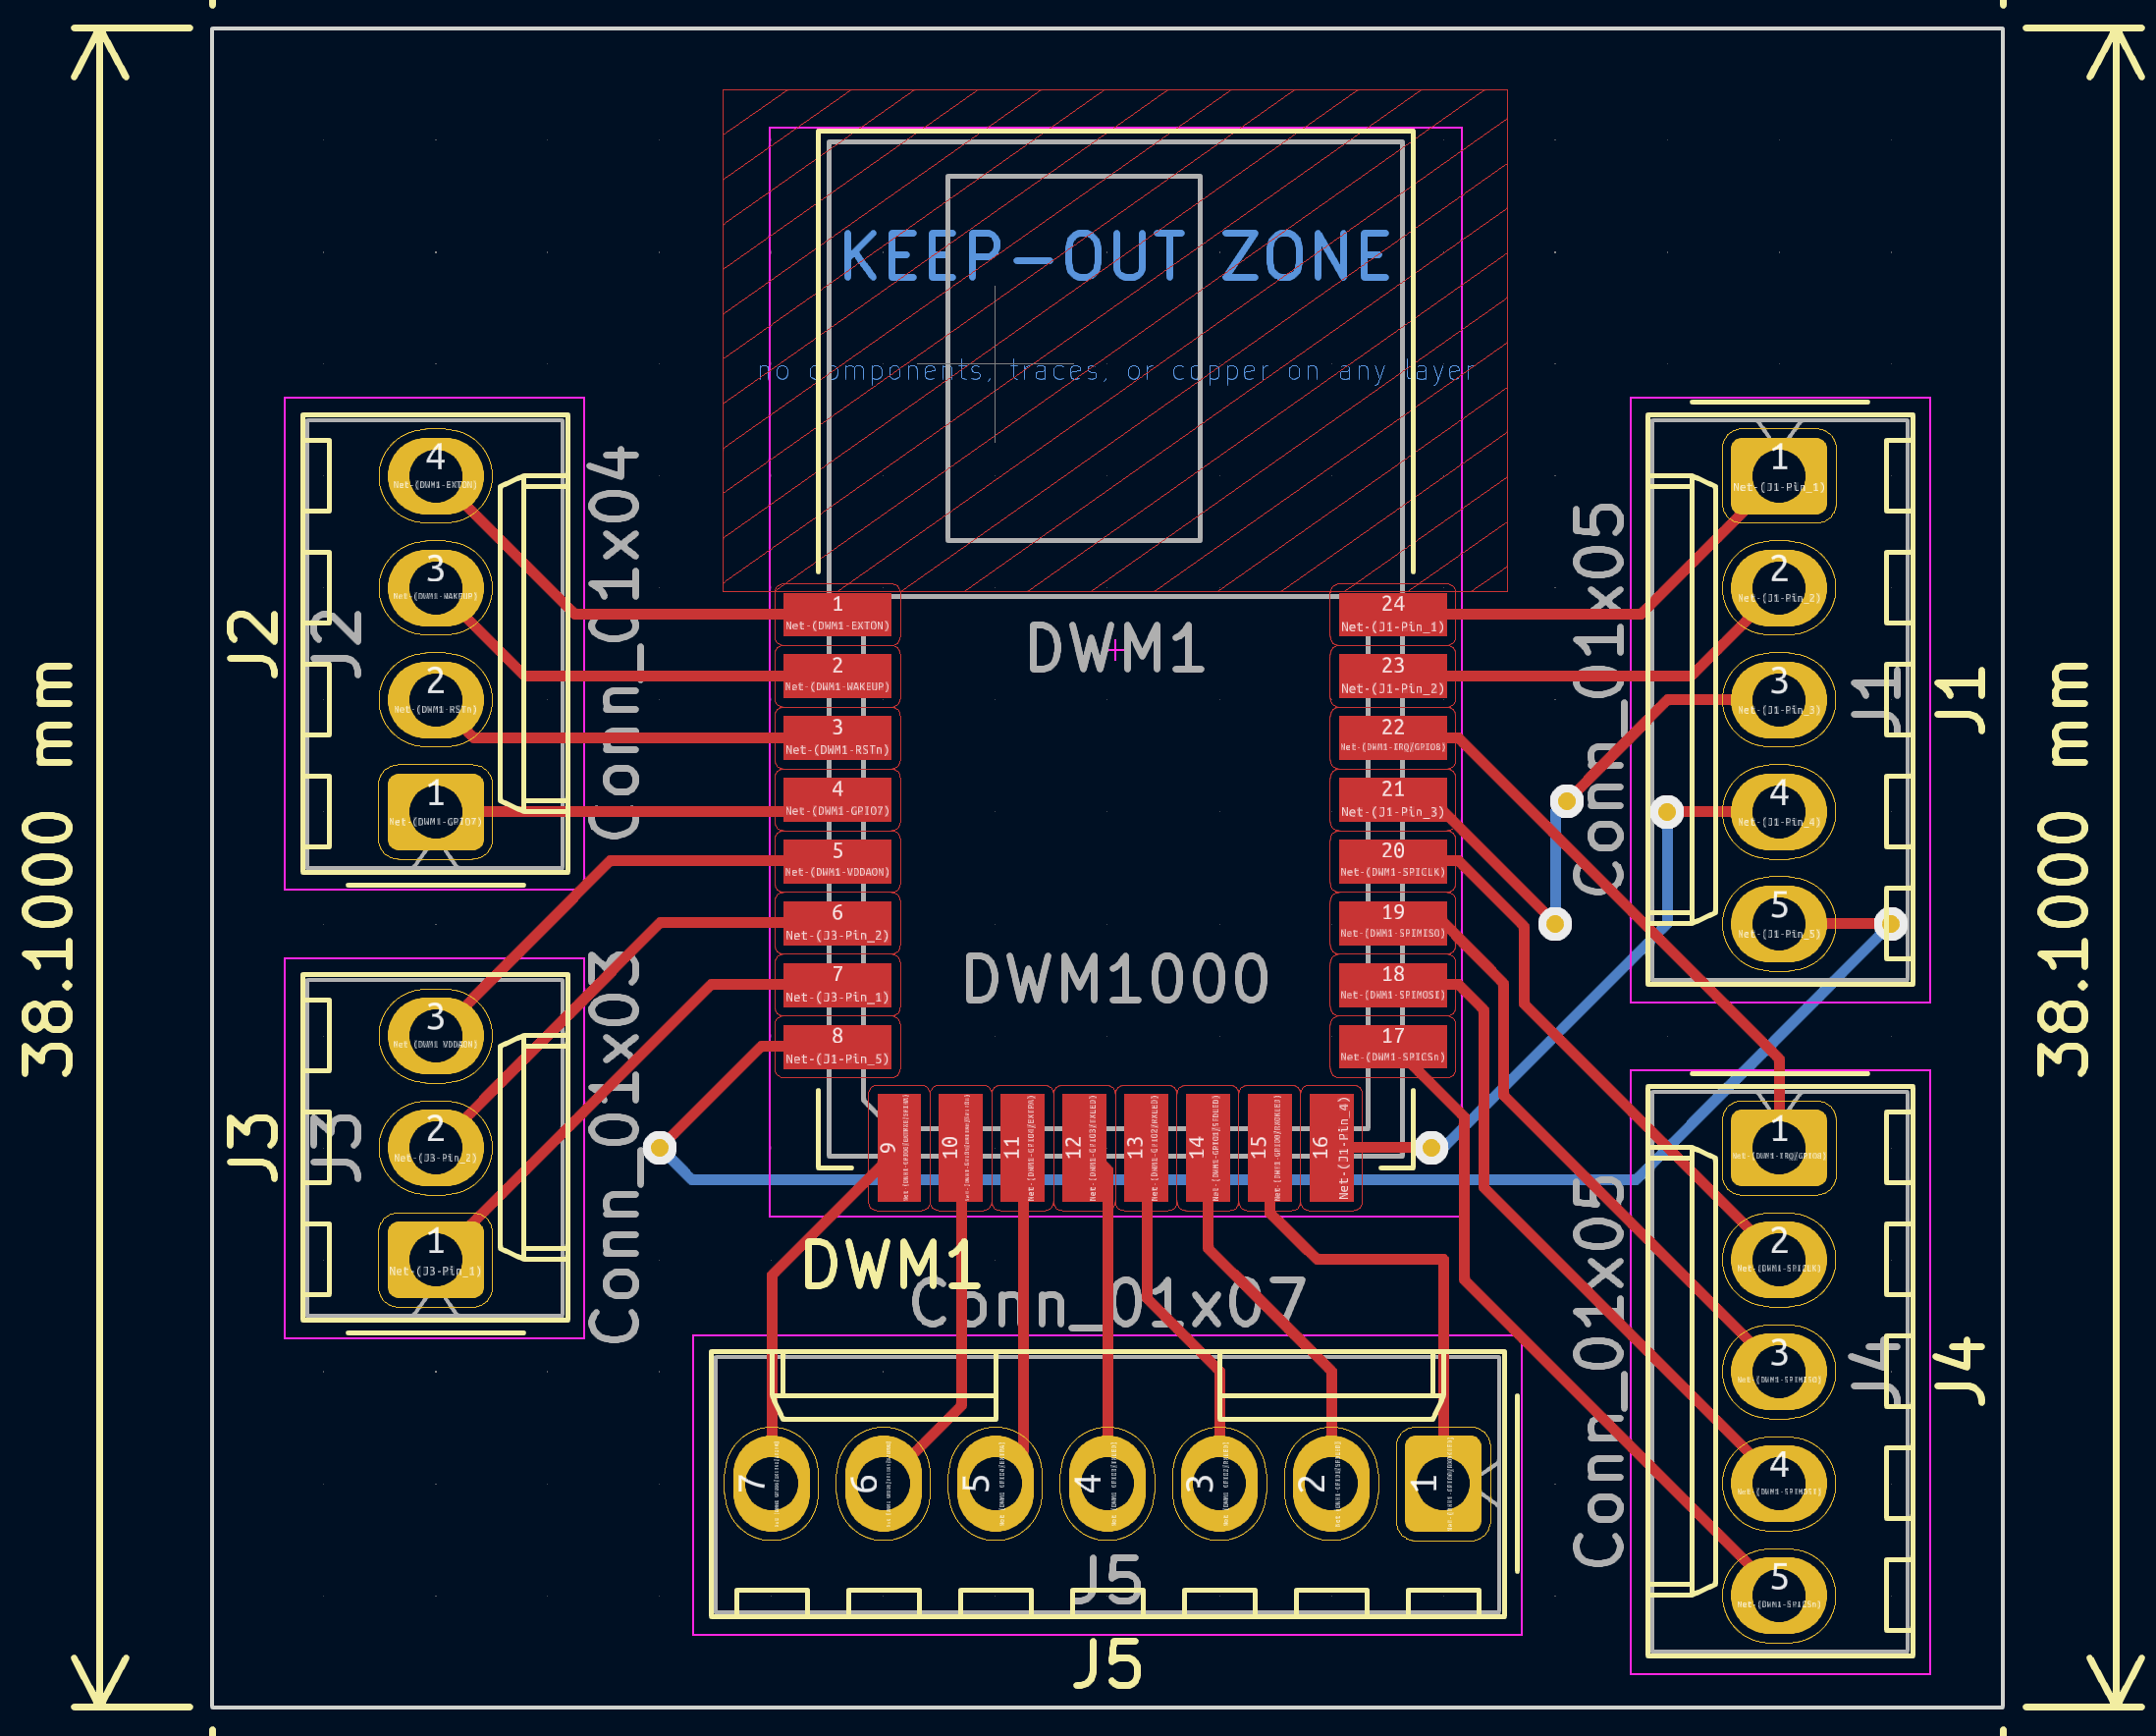 KEEP-OUT ZONE
no components, traces, or copper on any layer
38.1000 mm
38.1000 mm
J2
J2
Conn_01x04
4
Net-(DWM1-EXTON)
3
Net-(DWM1-WAKEUP)
2
Net-(DWM1-RSTn)
1
Net-(DWM1-GPIO7)
J3
J3
Conn_01x03
3
Net-(DWM1-VDDAON)
2
Net-(J3-Pin_2)
1
Net-(J3-Pin_1)
DWM1
DWM1000
1
Net-(DWM1-EXTON)
2
Net-(DWM1-WAKEUP)
3
Net-(DWM1-RSTn)
4
Net-(DWM1-GPIO7)
5
Net-(DWM1-VDDAON)
6
Net-(J3-Pin_2)
7
Net-(J3-Pin_1)
8
Net-(J1-Pin_5)
9
10
11
12
13
14
15
16
Net-(J1-Pin_4)
24
Net-(J1-Pin_1)
23
Net-(J1-Pin_2)
22
Net-(DWM1-IRQ/GPIO8)
21
Net-(J1-Pin_3)
20
Net-(DWM1-SPICLK)
19
Net-(DWM1-SPIMISO)
18
Net-(DWM1-SPIMOSI)
17
Net-(DWM1-SPICSn)
Conn_01x05
J1
J1
1
Net-(J1-Pin_1)
2
Net-(J1-Pin_2)
3
Net-(J1-Pin_3)
4
Net-(J1-Pin_4)
5
Net-(J1-Pin_5)
Conn_01x05
J4
J4
1
Net-(DWM1-IRQ/GPIO8)
2
Net-(DWM1-SPICLK)
3
Net-(DWM1-SPIMISO)
4
Net-(DWM1-SPIMOSI)
5
Net-(DWM1-SPICSn)
DWM1
Conn_01x07
7
6
5
4
3
2
1
J5
J5